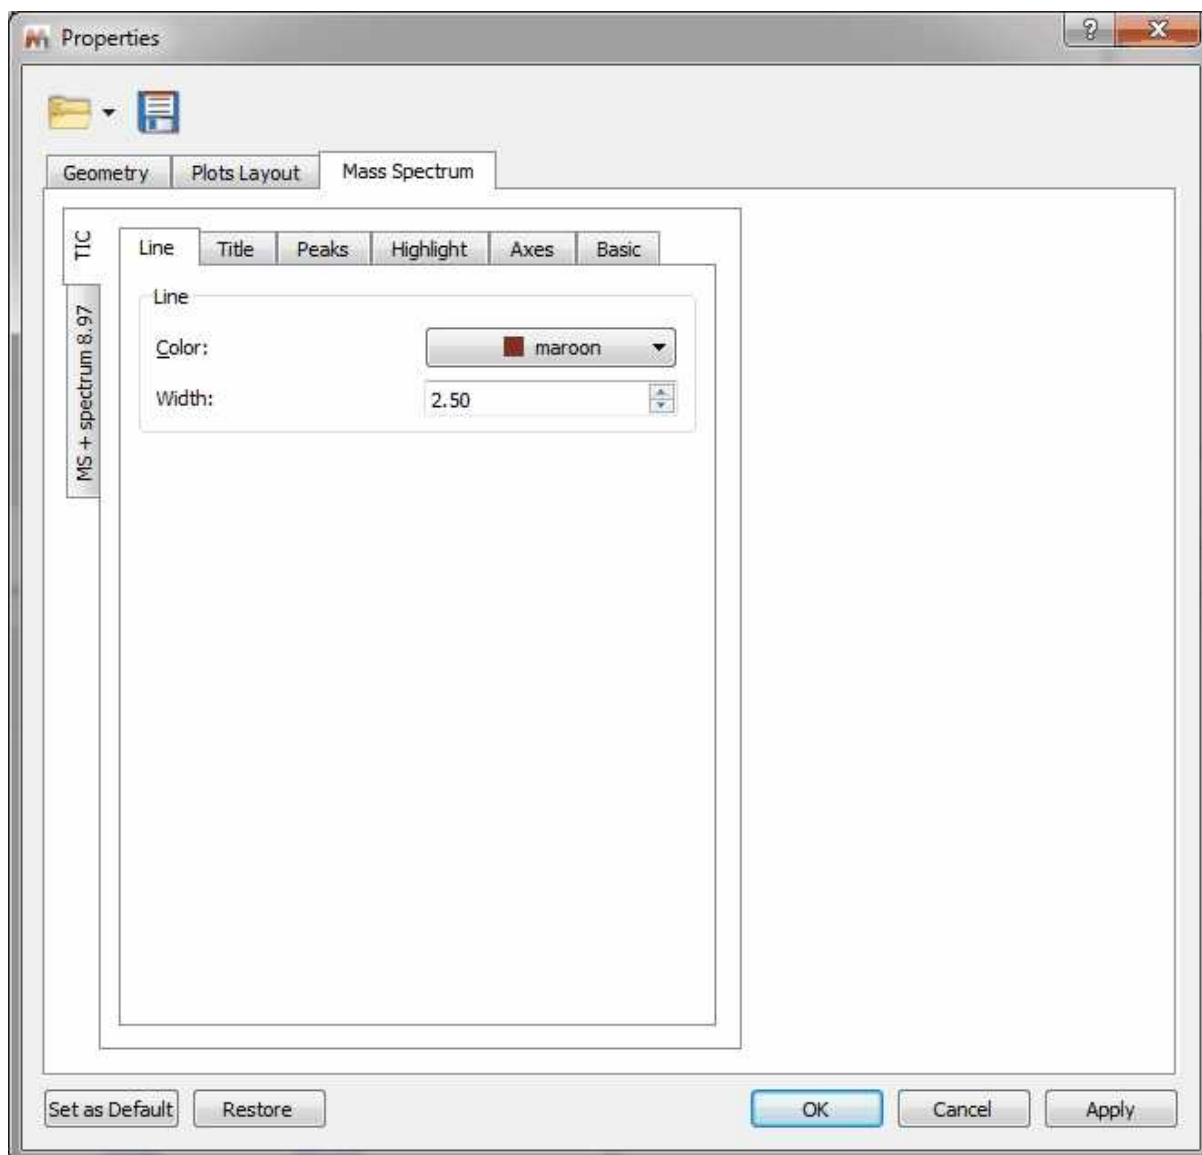 Properties
Geometry Plots Layout Mass Spectrum
TIC
MS + spectrum 8.97
Line Title Peaks Highlight Axes Basic
Line
Color: maroon
Width: 2.50
Set as Default Restore OK Cancel Apply